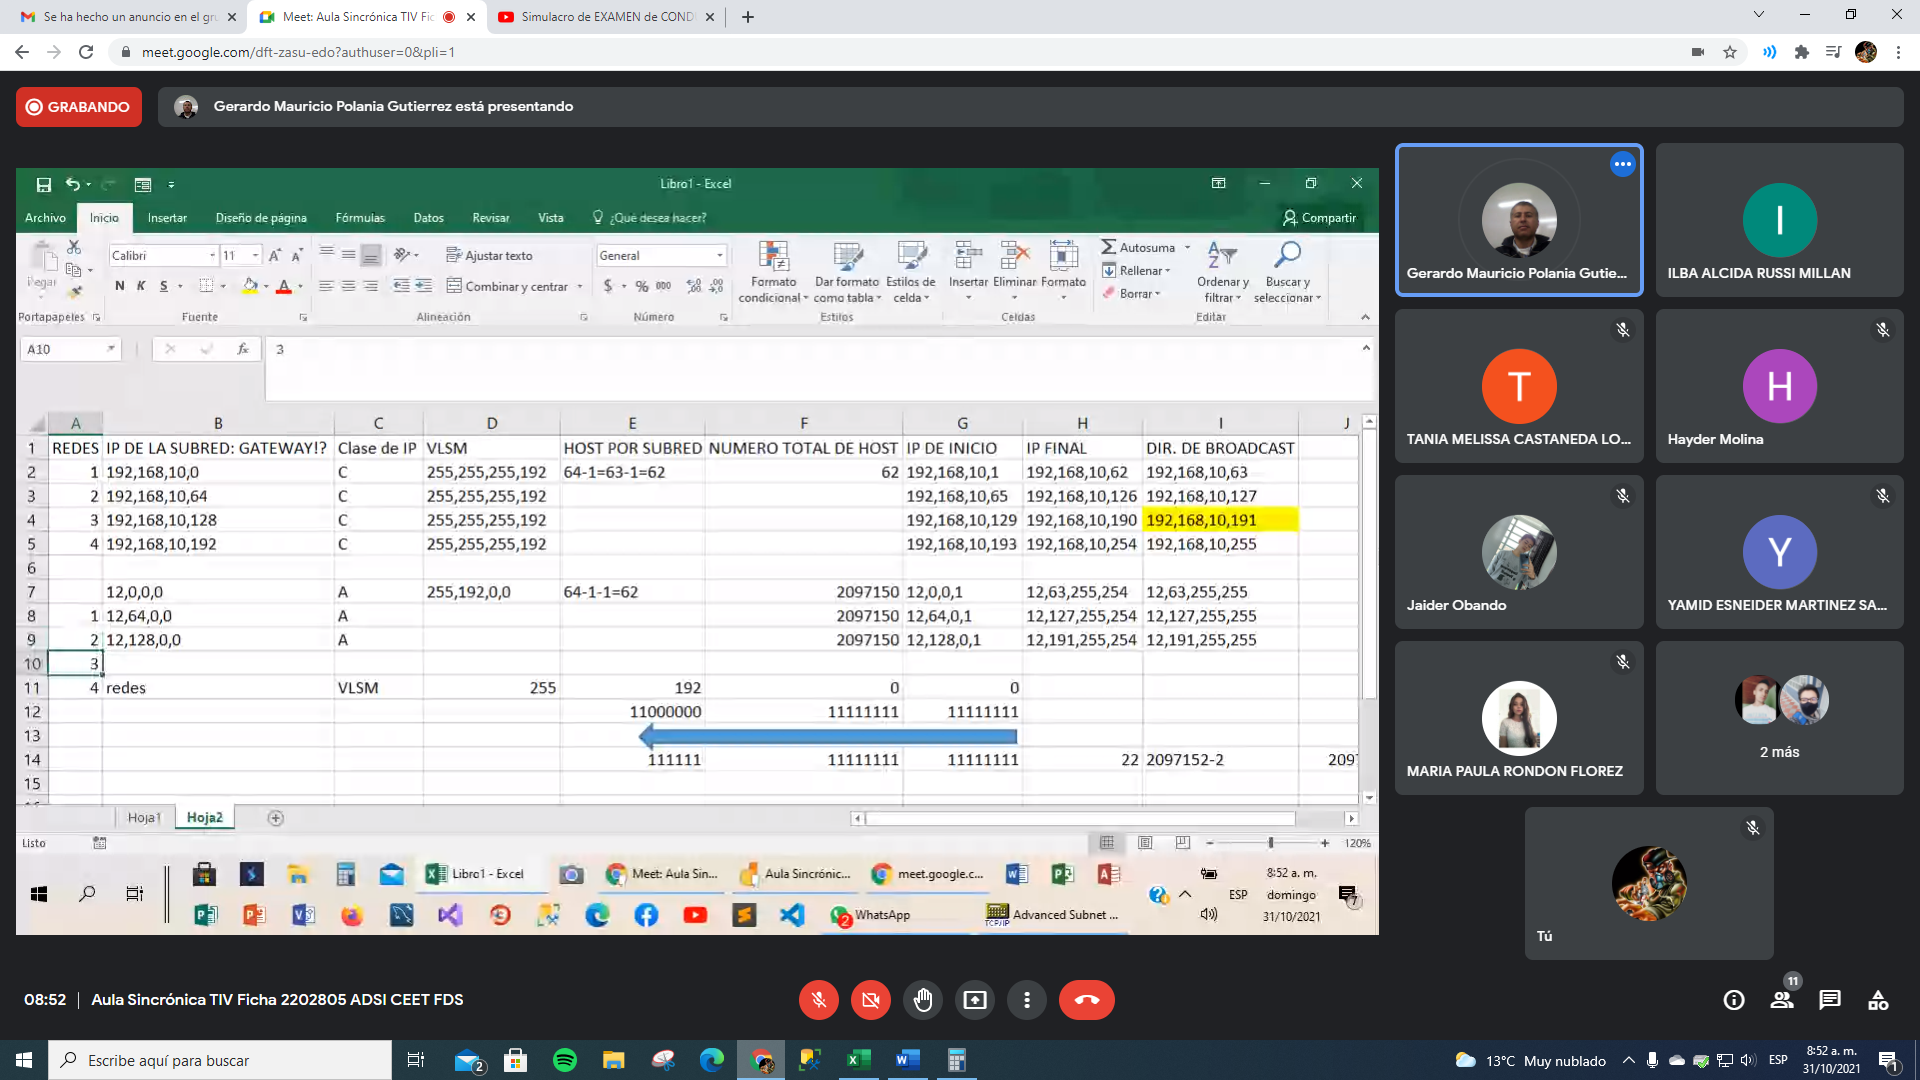 Se ha hecho un anuncio en el gru
Meet: Aula Sincrónica TIV Fic
Simulacro de EXAMEN de COND
meet.google.com/dft-zasu-edo?authuser=0&pli=1
GRABANDO
Gerardo Mauricio Polania Gutierrez está presentando
Libro1 - Excel
Archivo Inicio Insertar Diseño de página Fórmulas Datos Revisar Vista ¿Qué desea hacer? Compartir
Pegar
Calibri 11
Ajustar texto
General
Autosuma
Rellenar
Borrar
N K S
Combinar y centrar
$ % 000
Formato condicional
Dar formato como tabla
Estilos de celda
Insertar Eliminar Formato
Ordenar y filtrar
Buscar y seleccionar
Portapapeles Fuente Alineación Número Estilos Celdas Editar
A10 fx 3
A B C D E F G H I J
1 REDES IP DE LA SUBRED: GATEWAY!? Clase de IP VLSM HOST POR SUBRED NUMERO TOTAL DE HOST IP DE INICIO IP FINAL DIR. DE BROADCAST
2 1 192,168,10,0 C 255,255,255,192 64-1=63-1=62 62 192,168,10,1 192,168,10,62 192,168,10,63
3 2 192,168,10,64 C 255,255,255,192 192,168,10,65 192,168,10,126 192,168,10,127
4 3 192,168,10,128 C 255,255,255,192 192,168,10,129 192,168,10,190 192,168,10,191
5 4 192,168,10,192 C 255,255,255,192 192,168,10,193 192,168,10,254 192,168,10,255
6
7 12,0,0,0 A 255,192,0,0 64-1-1=62 2097150 12,0,0,1 12,63,255,254 12,63,255,255
8 1 12,64,0,0 A 2097150 12,64,0,1 12,127,255,254 12,127,255,255
9 2 12,128,0,0 A 2097150 12,128,0,1 12,191,255,254 12,191,255,255
10 3
11 4 redes VLSM 255 192 0 0
12 11000000 11111111 11111111
13
14 111111 11111111 11111111 22 2097152-2 2097
15
Hoja1 Hoja2
Listo 120%
Libro1 - Excel
Meet: Aula Sin...
Aula Sincrónic...
meet.google.c...
WhatsApp
2
Advanced Subnet ...
TCP/IP
ESP
8:52 a. m.
domingo
31/10/2021
7
Gerardo Mauricio Polania Gutie...
I
ILBA ALCIDA RUSSI MILLAN
T
TANIA MELISSA CASTANEDA LO...
H
Hayder Molina
Jaider Obando
Y
YAMID ESNEIDER MARTINEZ SA...
MARIA PAULA RONDON FLOREZ
2 más
Tú
08:52 | Aula Sincrónica TIV Ficha 2202805 ADSI CEET FDS
11
Escribe aquí para buscar
2
13°C Muy nublado
ESP
8:52 a. m.
31/10/2021
1